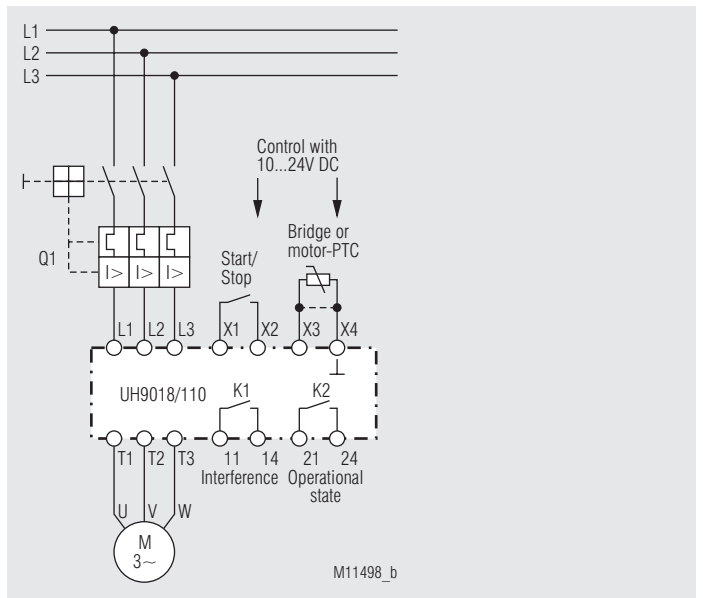 L1
L2
L3
Control with
10...24V DC
Bridge or
motor-PTC
Start/
Stop
Q1
I> I> I>
L1 L2 L3 X1 X2 X3 X4
UH9018/110 K1 K2
T1 T2 T3 11 14 21 24
Interference Operational
state
U V W
M
3~
M11498_b